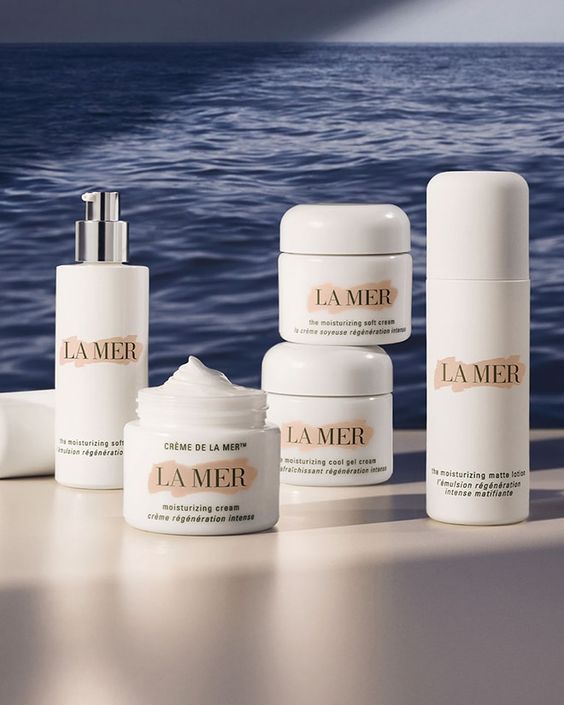 LA MER
the moisturizing soft
l'émulsion régénération
CRÈME DE LA MER™
LA MER
moisturizing cream
crème régénération intense
LA MER
the moisturizing soft cream
la crème soyeuse régénération intense
LA MER
moisturizing cool gel cream
régénération intense
LA MER
the moisturizing matte lotion
l'émulsion régénération
intense matifiante